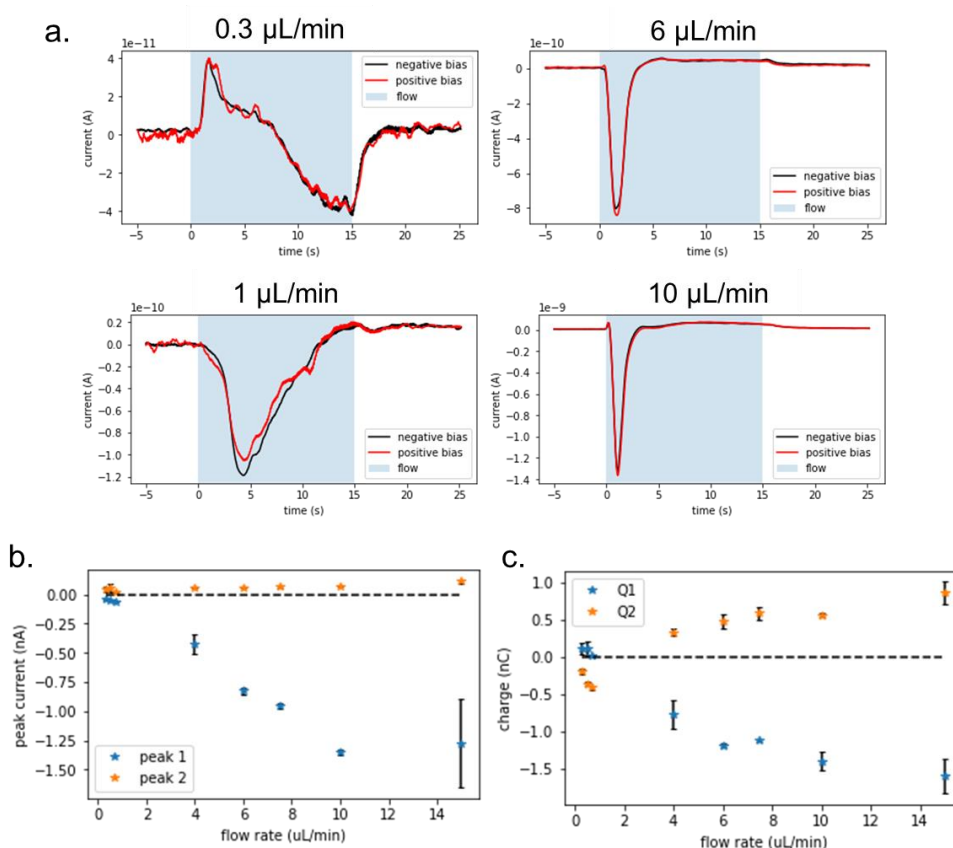 a.
0.3 µL/min
1e−11
4
2
0
−2
−4
current (A)
−5 0 5 10 15 20 25
time (s)
negative bias
positive bias
flow
6 µL/min
1e−10
0
−2
−4
−6
−8
current (A)
−5 0 5 10 15 20 25
time (s)
negative bias
positive bias
flow
1 µL/min
1e−10
0.2
0.0
−0.2
−0.4
−0.6
−0.8
−1.0
−1.2
current (A)
−5 0 5 10 15 20 25
time (s)
negative bias
positive bias
flow
10 µL/min
1e−9
0.0
−0.2
−0.4
−0.6
−0.8
−1.0
−1.2
−1.4
current (A)
−5 0 5 10 15 20 25
time (s)
negative bias
positive bias
flow
b.
0.00
−0.25
−0.50
−0.75
−1.00
−1.25
−1.50
peak current (nA)
peak 1
peak 2
0 2 4 6 8 10 12 14
flow rate (uL/min)
c.
1.0
0.5
0.0
−0.5
−1.0
−1.5
charge (nC)
Q1
Q2
0 2 4 6 8 10 12 14
flow rate (uL/min)